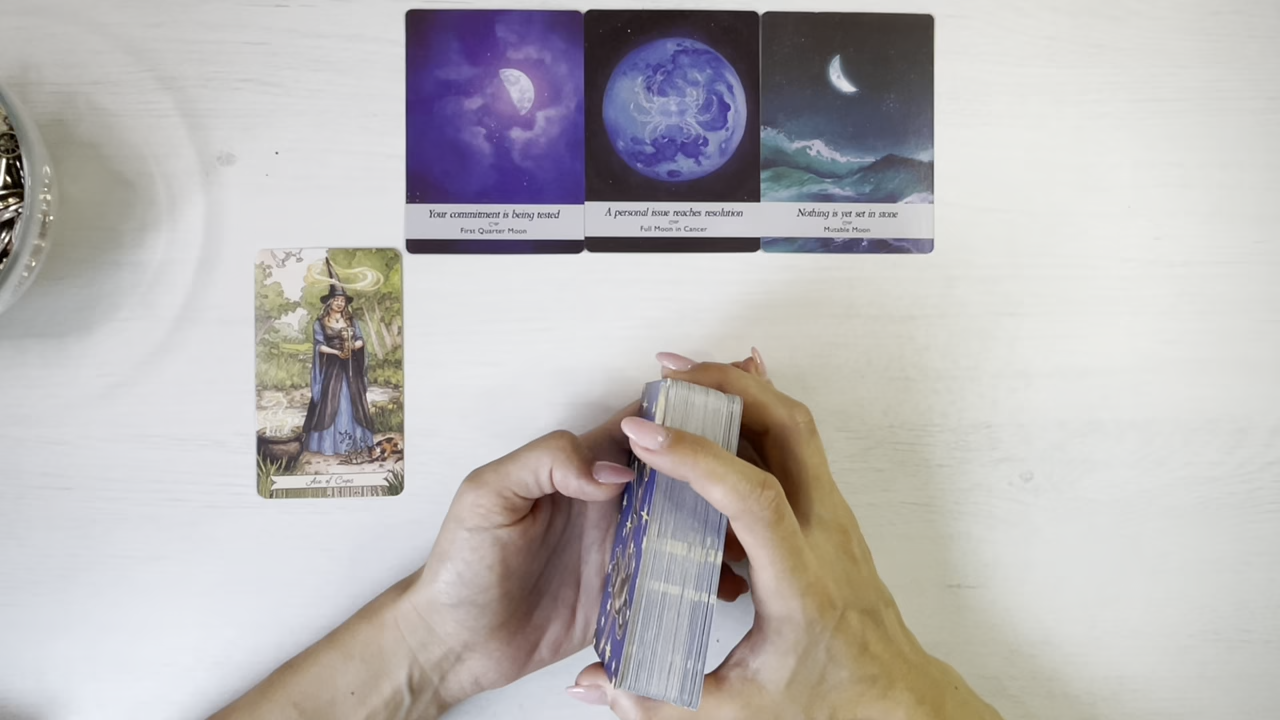 Your commitment is being tested
First Quarter Moon
A personal issue reaches resolution
Full Moon in Cancer
Nothing is yet set in stone
Mutable Moon
Ace of Cups